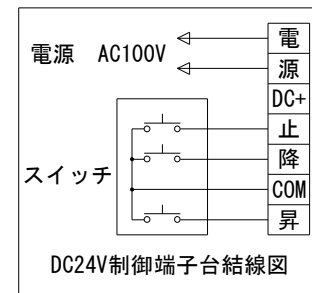 電源 AC100V
電
源
DC+
止
降
COM
昇
スイッチ
DC24V制御端子台結線図